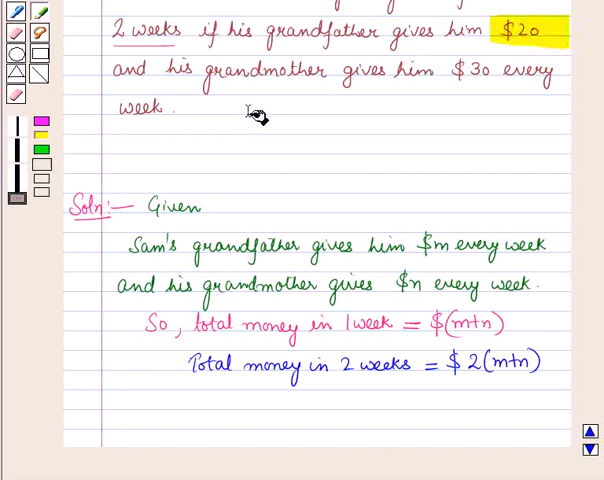 2 weeks if his grandfather gives him $20
and his grandmother gives him $30 every
week.
Soln:- Given
Sam's grandfather gives him $m every week
and his grandmother gives $n every week.
So, total money in 1 week = $(m+n)
Total money in 2 weeks = $2(m+n)